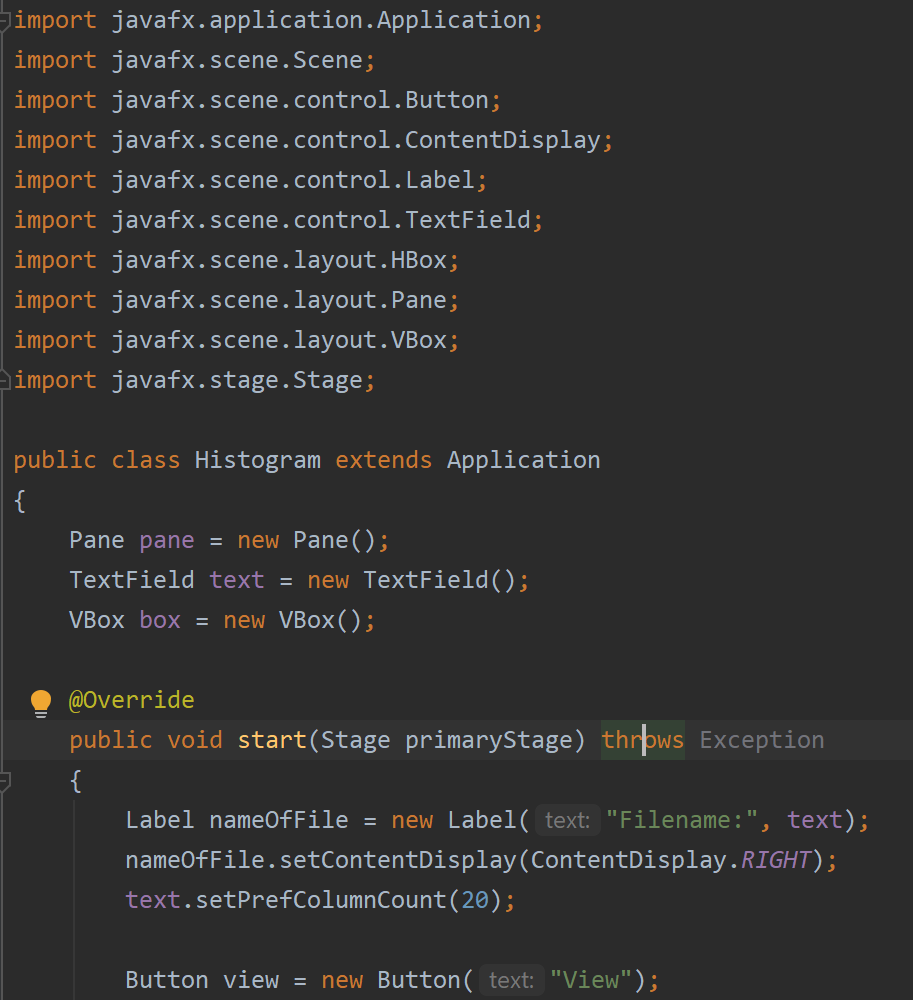 import javafx.application.Application;
import javafx.scene.Scene;
import javafx.scene.control.Button;
import javafx.scene.control.ContentDisplay;
import javafx.scene.control.Label;
import javafx.scene.control.TextField;
import javafx.scene.layout.HBox;
import javafx.scene.layout.Pane;
import javafx.scene.layout.VBox;
import javafx.stage.Stage;

public class Histogram extends Application
{
    Pane pane = new Pane();
    TextField text = new TextField();
    VBox box = new VBox();

    @Override
    public void start(Stage primaryStage) throws Exception
    {
        Label nameOfFile = new Label( text: "Filename:", text);
        nameOfFile.setContentDisplay(ContentDisplay.RIGHT);
        text.setPrefColumnCount(20);

        Button view = new Button( text: "View");